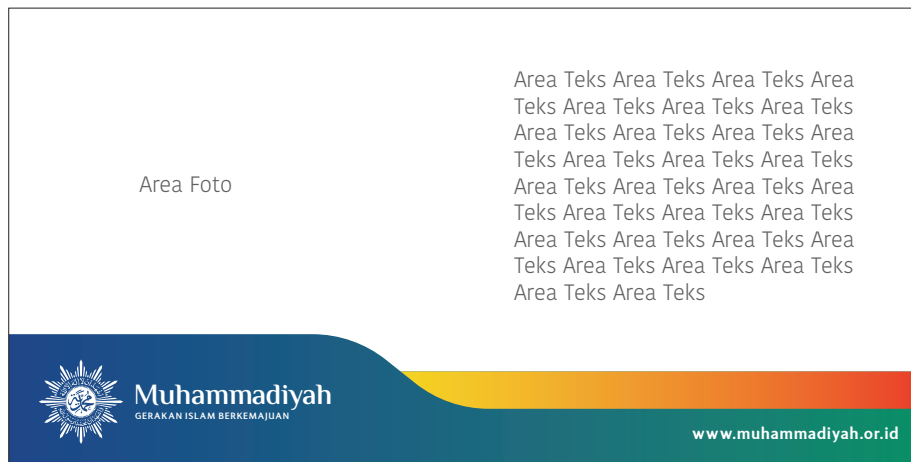 Area Foto
Area Teks Area Teks Area Teks Area
Teks Area Teks Area Teks Area Teks
Area Teks Area Teks Area Teks Area
Teks Area Teks Area Teks Area Teks
Area Teks Area Teks Area Teks Area
Teks Area Teks Area Teks Area Teks
Area Teks Area Teks Area Teks Area
Teks Area Teks Area Teks Area Teks
Area Teks Area Teks
Muhammadiyah
GERAKAN ISLAM BERKEMAJUAN
www.muhammadiyah.or.id